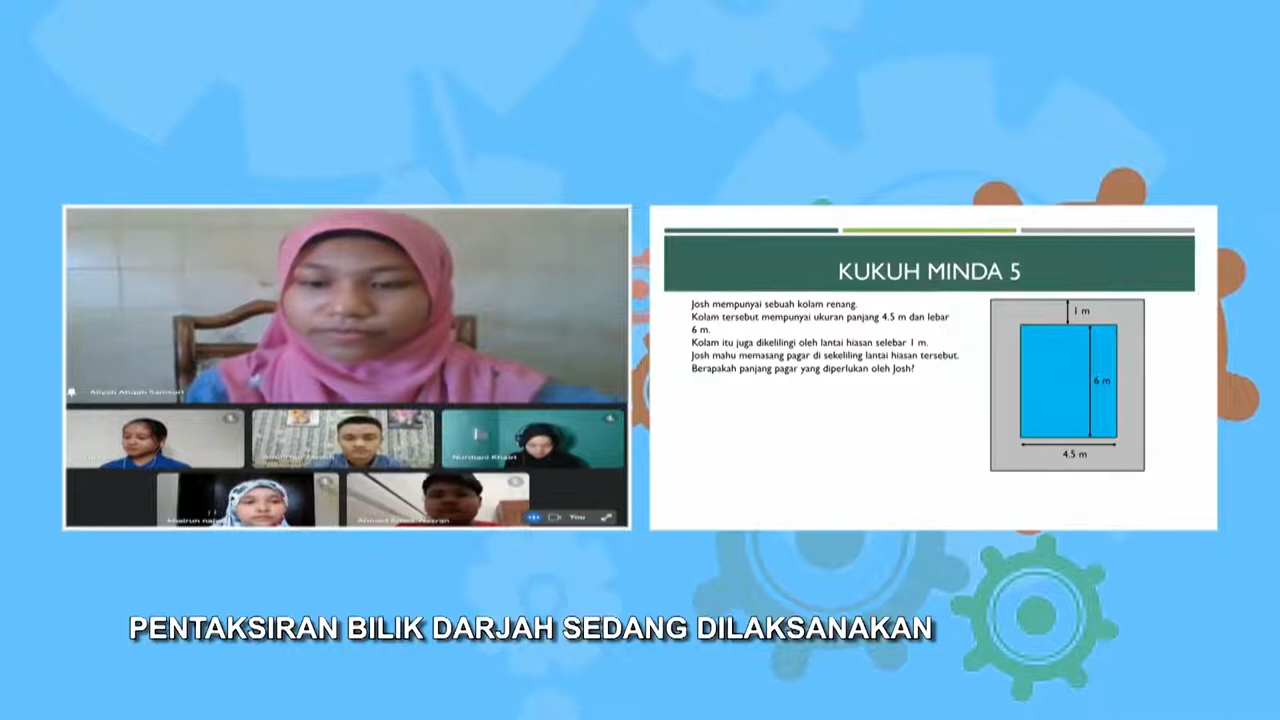 KUKUH MINDA 5
Josh mempunyai sebuah kolam renang.
Kolam tersebut mempunyai ukuran panjang 4.5 m dan lebar
6 m.
Kolam itu juga dikelilingi oleh lantai hiasan selebar 1 m.
Josh mahu memasang pagar di sekeliling lantai hiasan tersebut.
Berapakah panjang pagar yang diperlukan oleh Josh?
1 m
6 m
4.5 m
You
PENTAKSIRAN BILIK DARJAH SEDANG DILAKSANAKAN